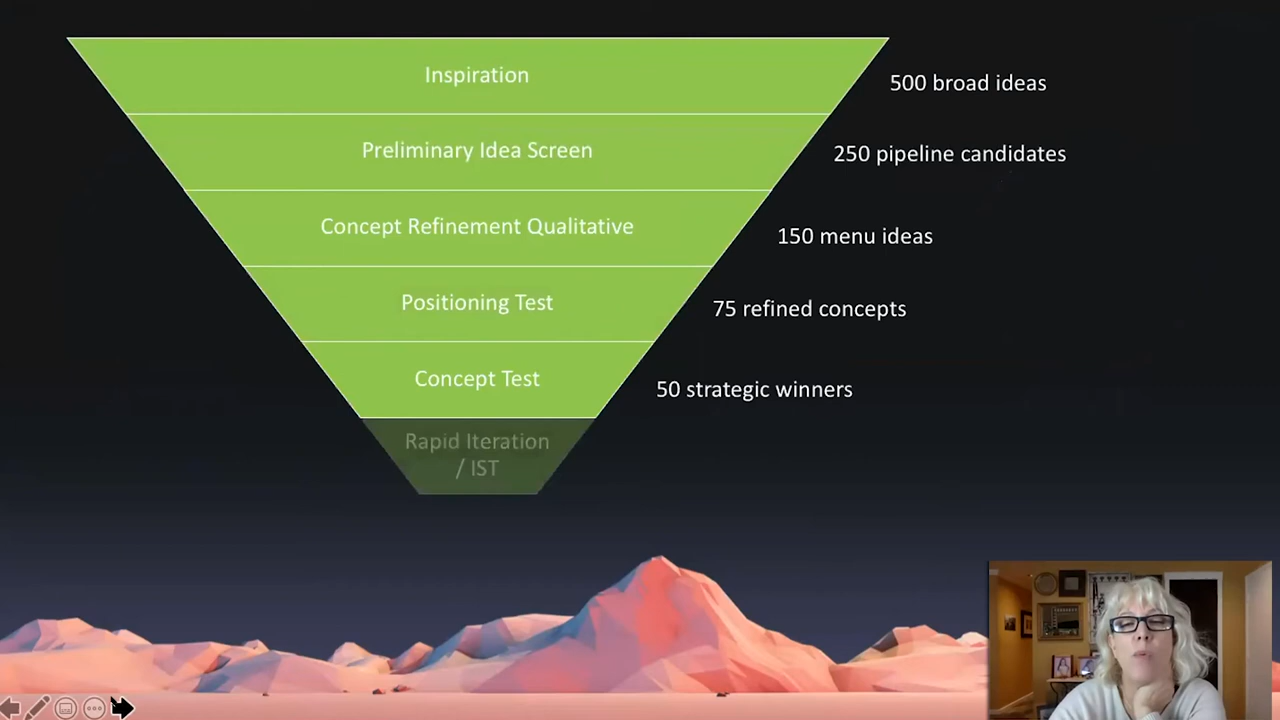 Inspiration
500 broad ideas
Preliminary Idea Screen
250 pipeline candidates
Concept Refinement Qualitative
150 menu ideas
Positioning Test
75 refined concepts
Concept Test
50 strategic winners
Rapid Iteration
/ IST